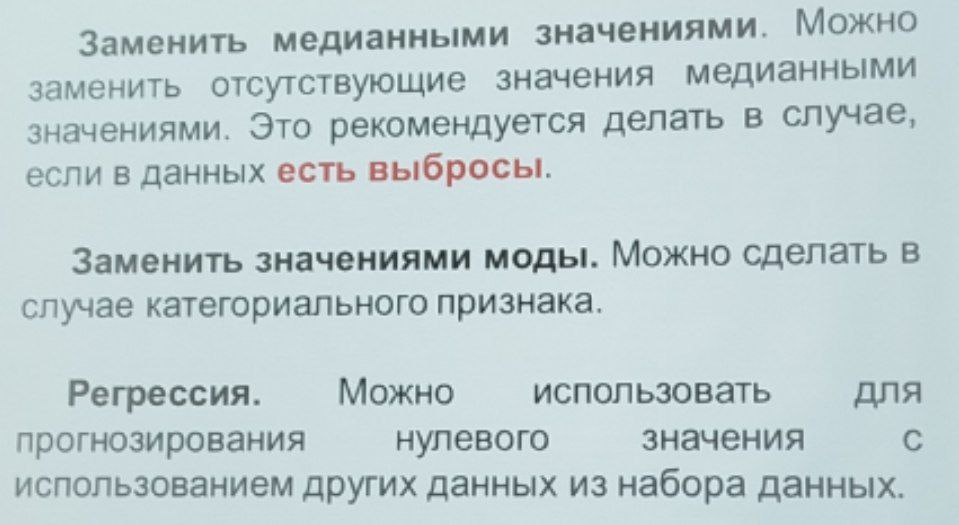 Заменить медианными значениями. Можно
заменить отсутствующие значения медианными
значениями. Это рекомендуется делать в случае,
если в данных есть выбросы.
Заменить значениями моды. Можно сделать в
случае категориального признака.
Регрессия. Можно использовать для
прогнозирования нулевого значения с
использованием других данных из набора данных.